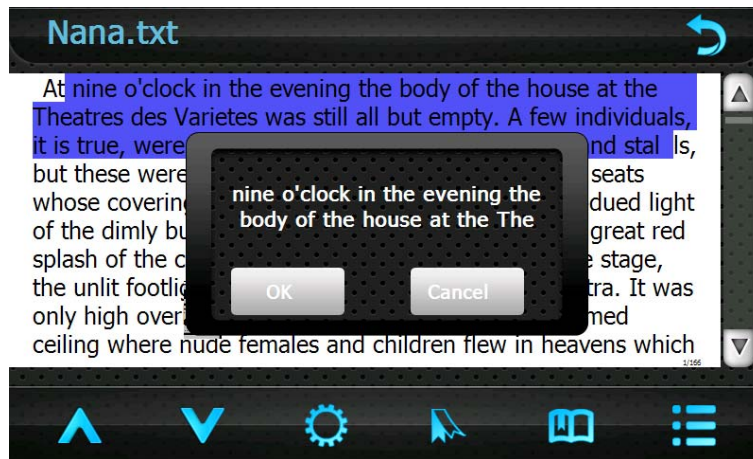 Nana.txt
At nine o'clock in the evening the body of the house at the
Theatres des Varietes was still all but empty. A few individuals,
it is true, were nd stal ls,
but these were seats
whose covering dued light
of the dimly bu great red
splash of the c e stage,
the unlit footlig tra. It was
only high over med
ceiling where nude females and children flew in heavens which
1/166
nine o'clock in the evening the
body of the house at the The
OK Cancel